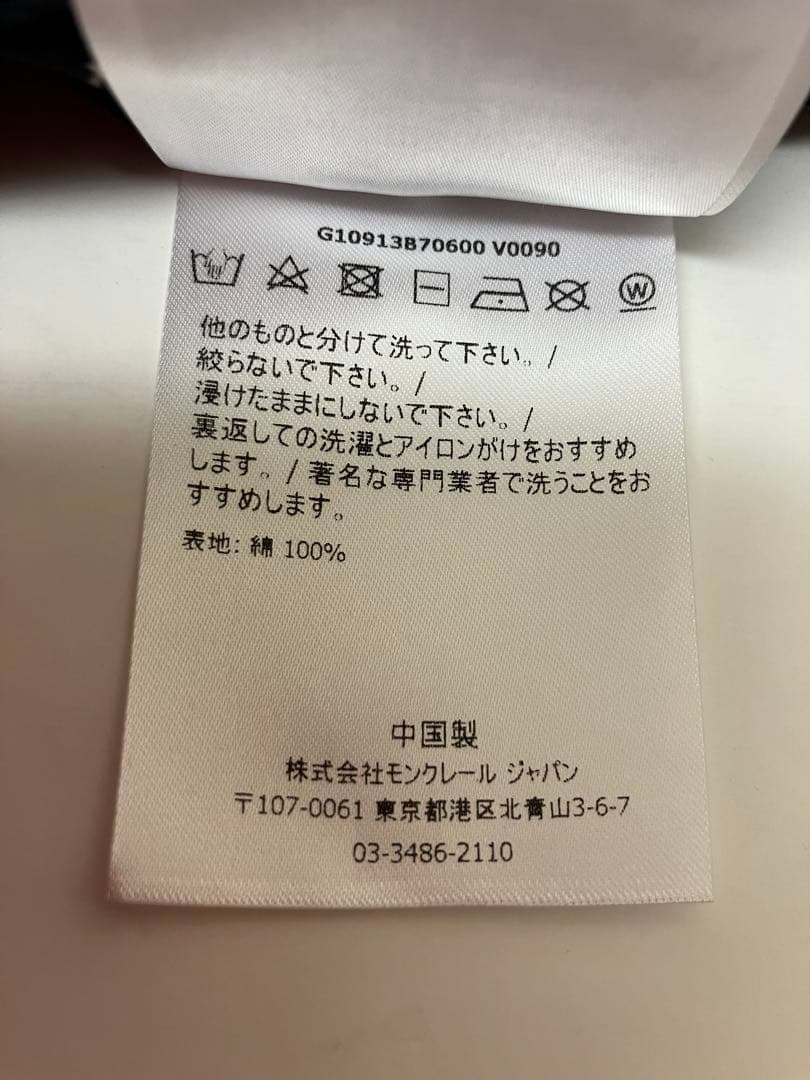 G10913B70600 V0090
W
他のものと分けて洗って下さい。/
絞らないで下さい。/
浸けたままにしないで下さい。/
裏返しての洗濯とアイロンがけをおすすめ
します。/ 著名な専門業者で洗うことをお
すすめします。
表地: 綿 100%
中国製
株式会社モンクレール ジャパン
〒107-0061 東京都港区北青山3-6-7
03-3486-2110